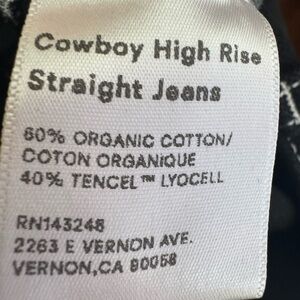 Cowboy High Rise
Straight Jeans
60% ORGANIC COTTON/
COTON ORGANIQUE
40% TENCEL™ LYOCELL
RN143248
2263 E VERNON AVE.
VERNON,CA 90058